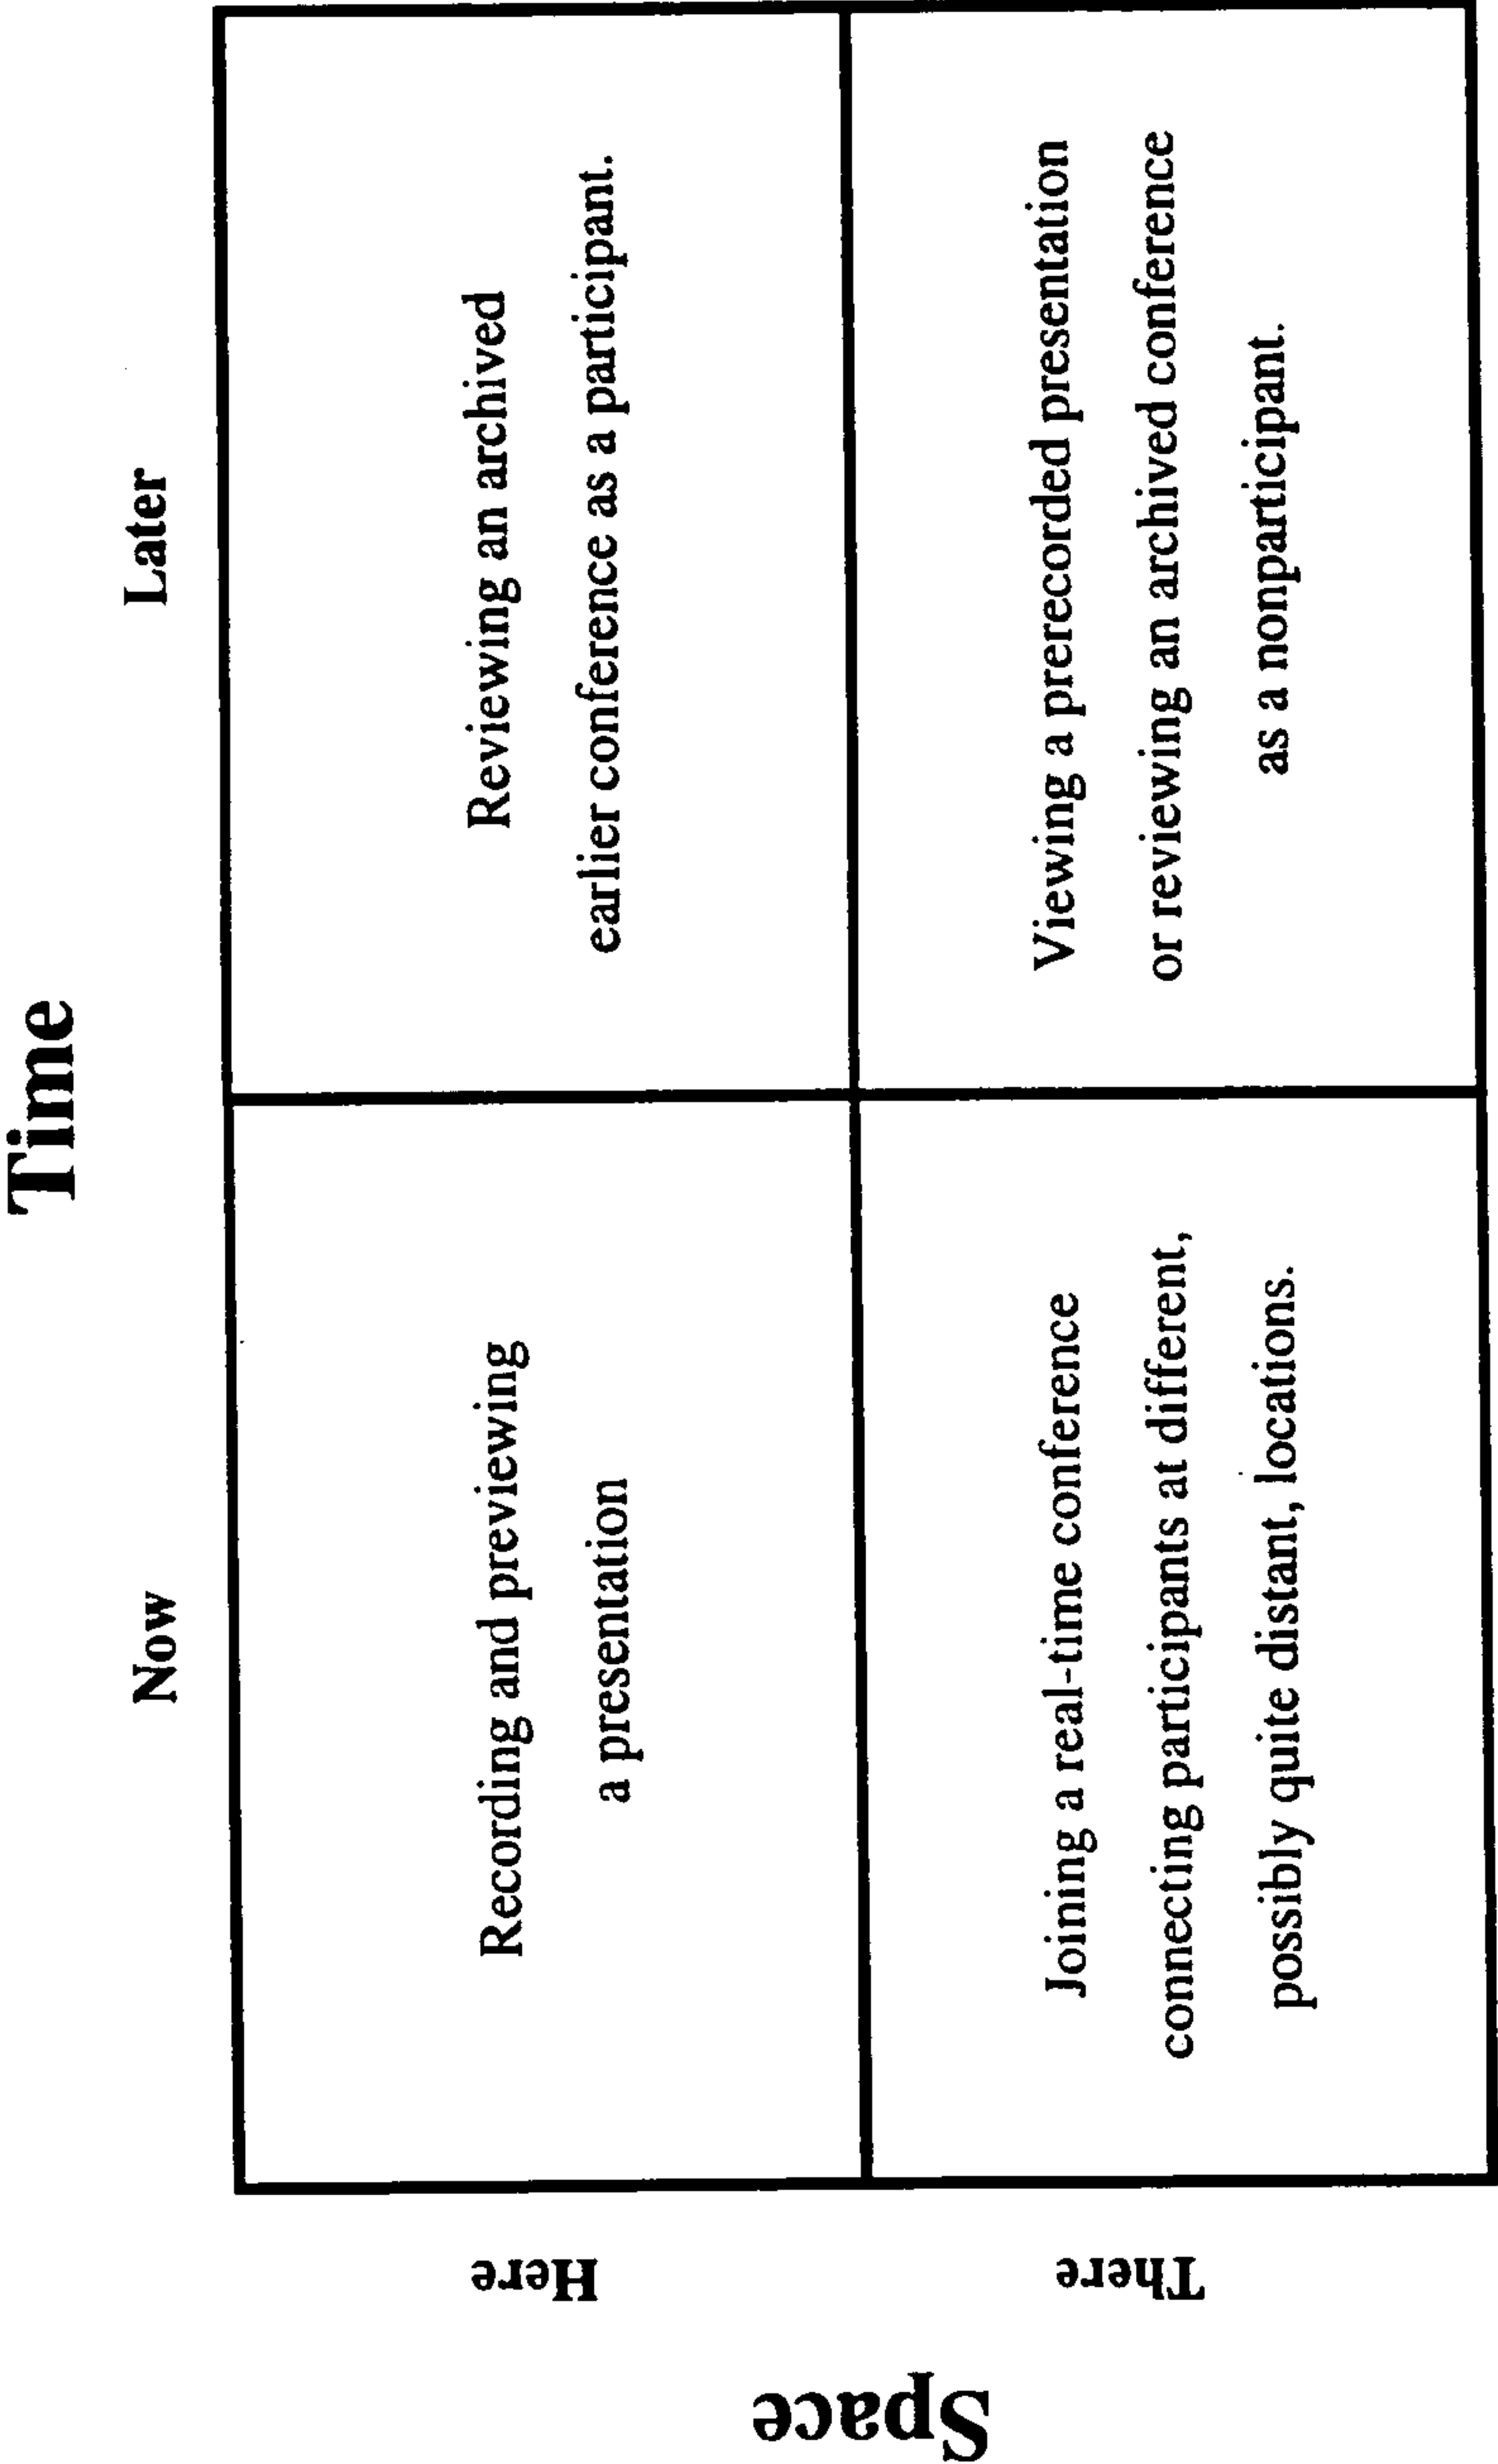 Time
Now
Later
Space
Here
Recording and previewing
a presentation
Reviewing an archived
earlier conference as a participant.
There
Joining a real-time conference
connecting participants at different,
possibly quite distant, locations.
Viewing a prerecorded presentation
or reviewing an archived conference
as a nonparticipant.